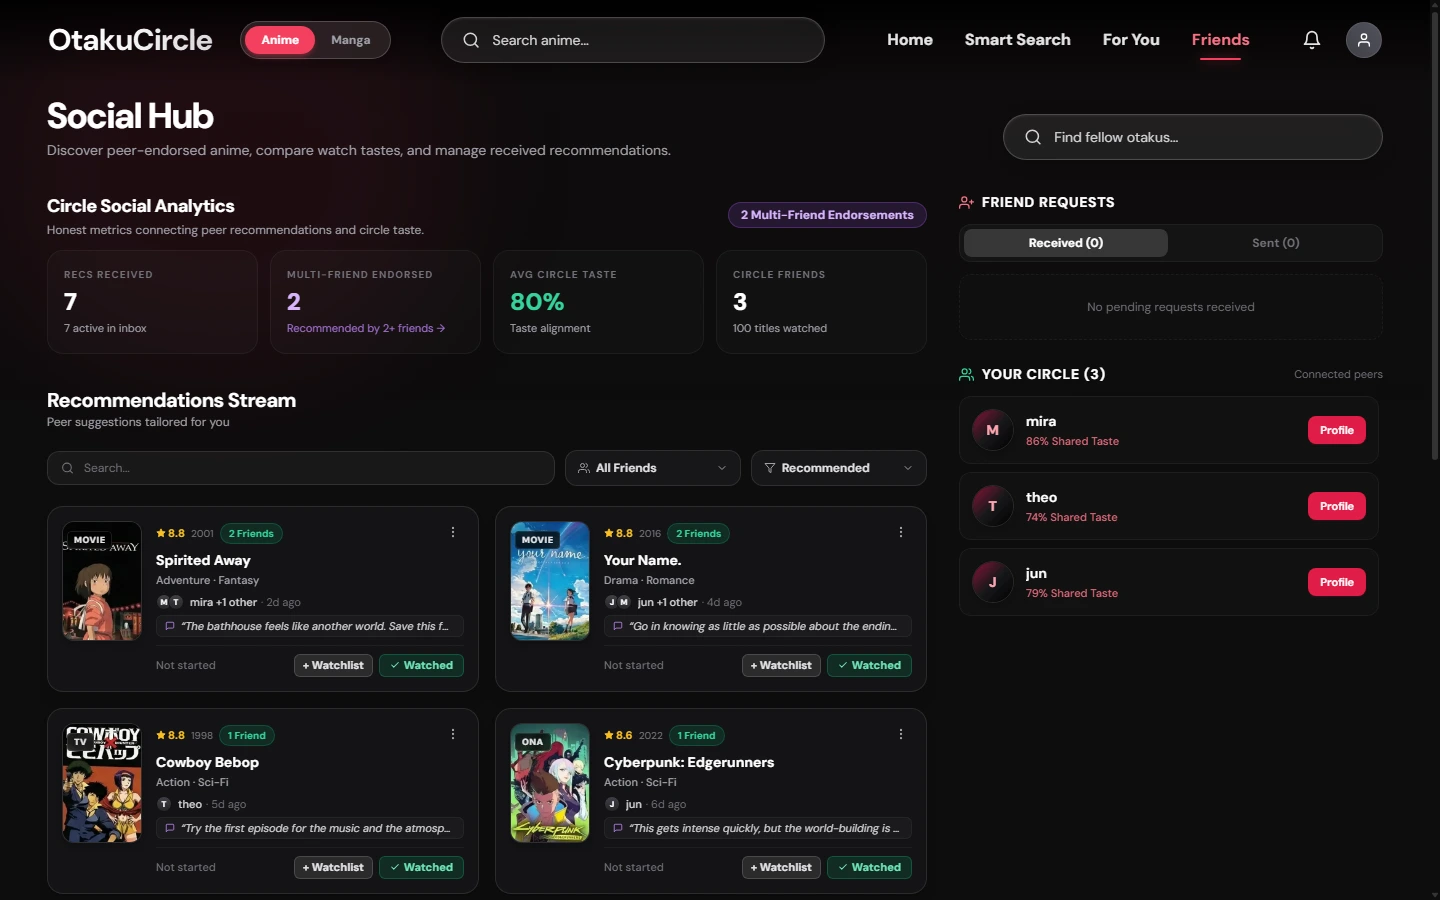 OtakuCircle
Anime
Manga
Search anime...
Home
Smart Search
For You
Friends
Social Hub
Discover peer-endorsed anime, compare watch tastes, and manage received recommendations.
Find fellow otakus...
Circle Social Analytics
Honest metrics connecting peer recommendations and circle taste.
2 Multi-Friend Endorsements
RECS RECEIVED
7
7 active in inbox
MULTI-FRIEND ENDORSED
2
Recommended by 2+ friends →
AVG CIRCLE TASTE
80%
Taste alignment
CIRCLE FRIENDS
3
100 titles watched
Recommendations Stream
Peer suggestions tailored for you
Search...
All Friends
Recommended
MOVIE
SPIRITED AWAY
★ 8.8 2001 2 Friends
Spirited Away
Adventure · Fantasy
M T mira +1 other · 2d ago
"The bathhouse feels like another world. Save this f...
Not started
+ Watchlist
✓ Watched
MOVIE
your name.
★ 8.8 2016 2 Friends
Your Name.
Drama · Romance
J M jun +1 other · 4d ago
"Go in knowing as little as possible about the endin...
Not started
+ Watchlist
✓ Watched
TV
COWBOY
★ 8.8 1998 1 Friend
Cowboy Bebop
Action · Sci-Fi
T theo · 5d ago
"Try the first episode for the music and the atmosp...
Not started
+ Watchlist
✓ Watched
ONA
Cyberpunk
★ 8.6 2022 1 Friend
Cyberpunk: Edgerunners
Action · Sci-Fi
J jun · 6d ago
"This gets intense quickly, but the world-building is ...
Not started
+ Watchlist
✓ Watched
FRIEND REQUESTS
Received (0)
Sent (0)
No pending requests received
YOUR CIRCLE (3)
Connected peers
M
mira
86% Shared Taste
Profile
T
theo
74% Shared Taste
Profile
J
jun
79% Shared Taste
Profile